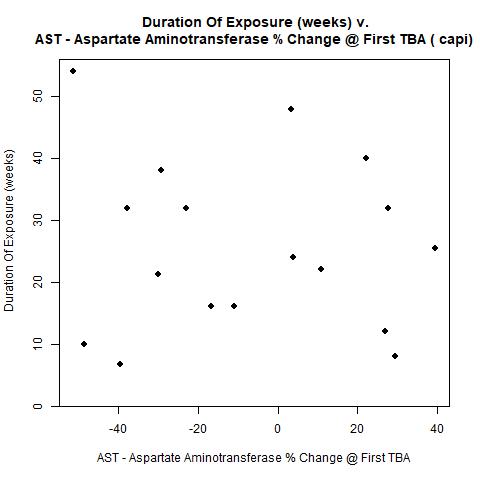 Duration Of Exposure (weeks) v.
AST - Aspartate Aminotransferase % Change @ First TBA ( capi)
Duration Of Exposure (weeks)
50
40
30
20
10
0
-40 -20 0 20 40
AST - Aspartate Aminotransferase % Change @ First TBA